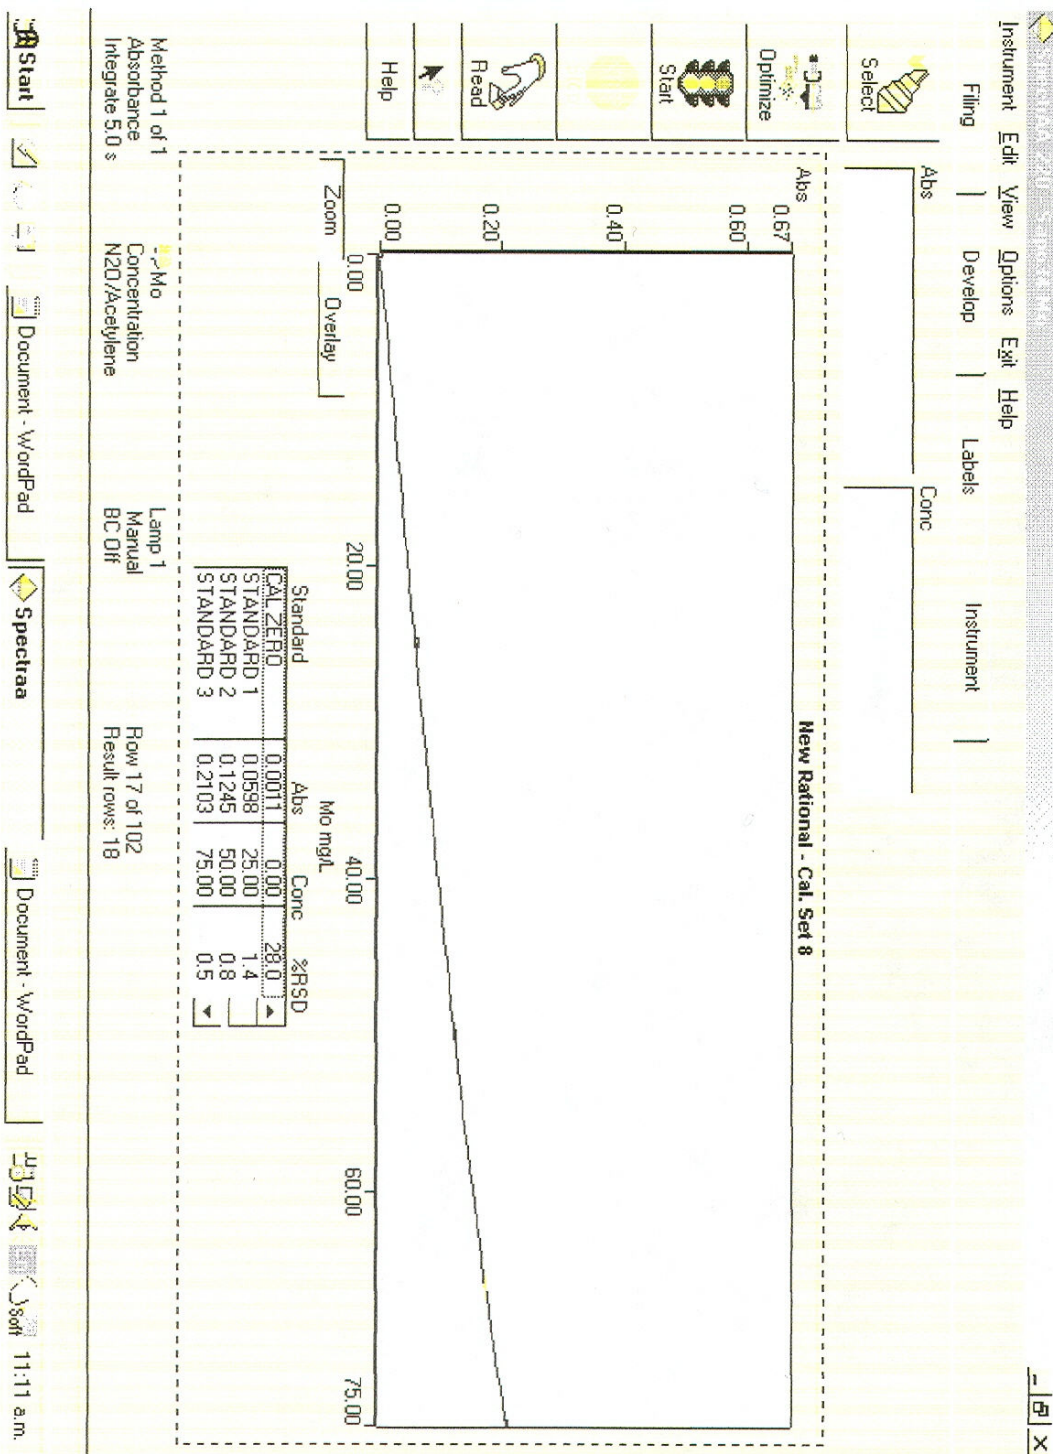 Instrument Edit View Options Exit Help
Filing Develop Labels Instrument
Select
Optimize
Start
Read
Help
Abs Conc
New Rational - Cal. Set 8
Abs
0.67
0.60
0.40
0.20
0.00
0.00 20.00 40.00 60.00 75.00
Mo mg/L
Zoom Overlay
Standard Abs Conc %RSD
CAL ZERO 0.0011 0.00 28.0
STANDARD 1 0.0598 25.00 1.4
STANDARD 2 0.1245 50.00 0.8
STANDARD 3 0.2103 75.00 0.5
Method 1 of 1 Mo Lamp 1 Row 17 of 102
Absorbance Concentration Manual Result rows: 18
Integrate 5.0 s N2O/Acetylene BC Off
Start Document - WordPad Spectraa Document - WordPad soft 11:11 a.m.